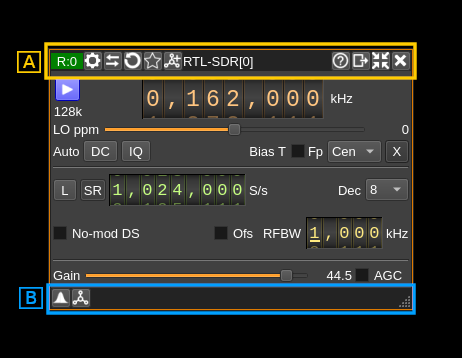 A R:0 RTL-SDR[0] ?
0,162,000 kHz
128k
LO ppm 0
Auto DC IQ Bias T Fp Cen X
L SR 1,024,000 S/s Dec 8
No-mod DS Ofs RFBW 1,000 kHz
Gain 44.5 AGC
B